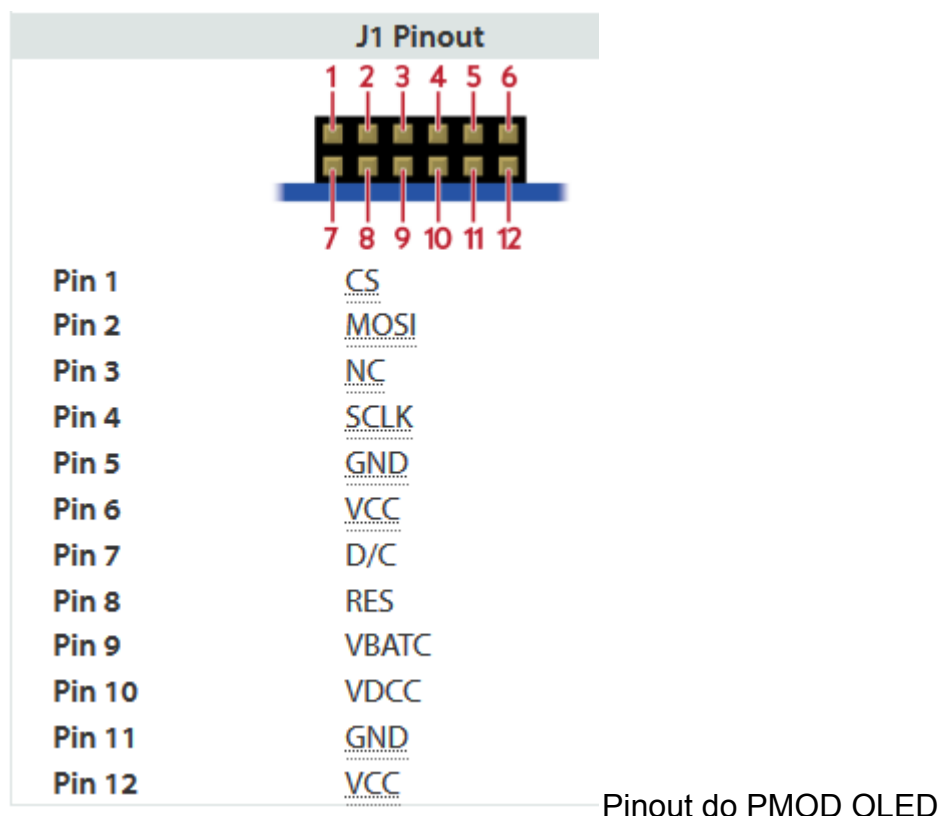 J1 Pinout
1 2 3 4 5 6
7 8 9 10 11 12
Pin 1 CS
Pin 2 MOSI
Pin 3 NC
Pin 4 SCLK
Pin 5 GND
Pin 6 VCC
Pin 7 D/C
Pin 8 RES
Pin 9 VBATC
Pin 10 VDCC
Pin 11 GND
Pin 12 VCC
Pinout do PMOD OLED